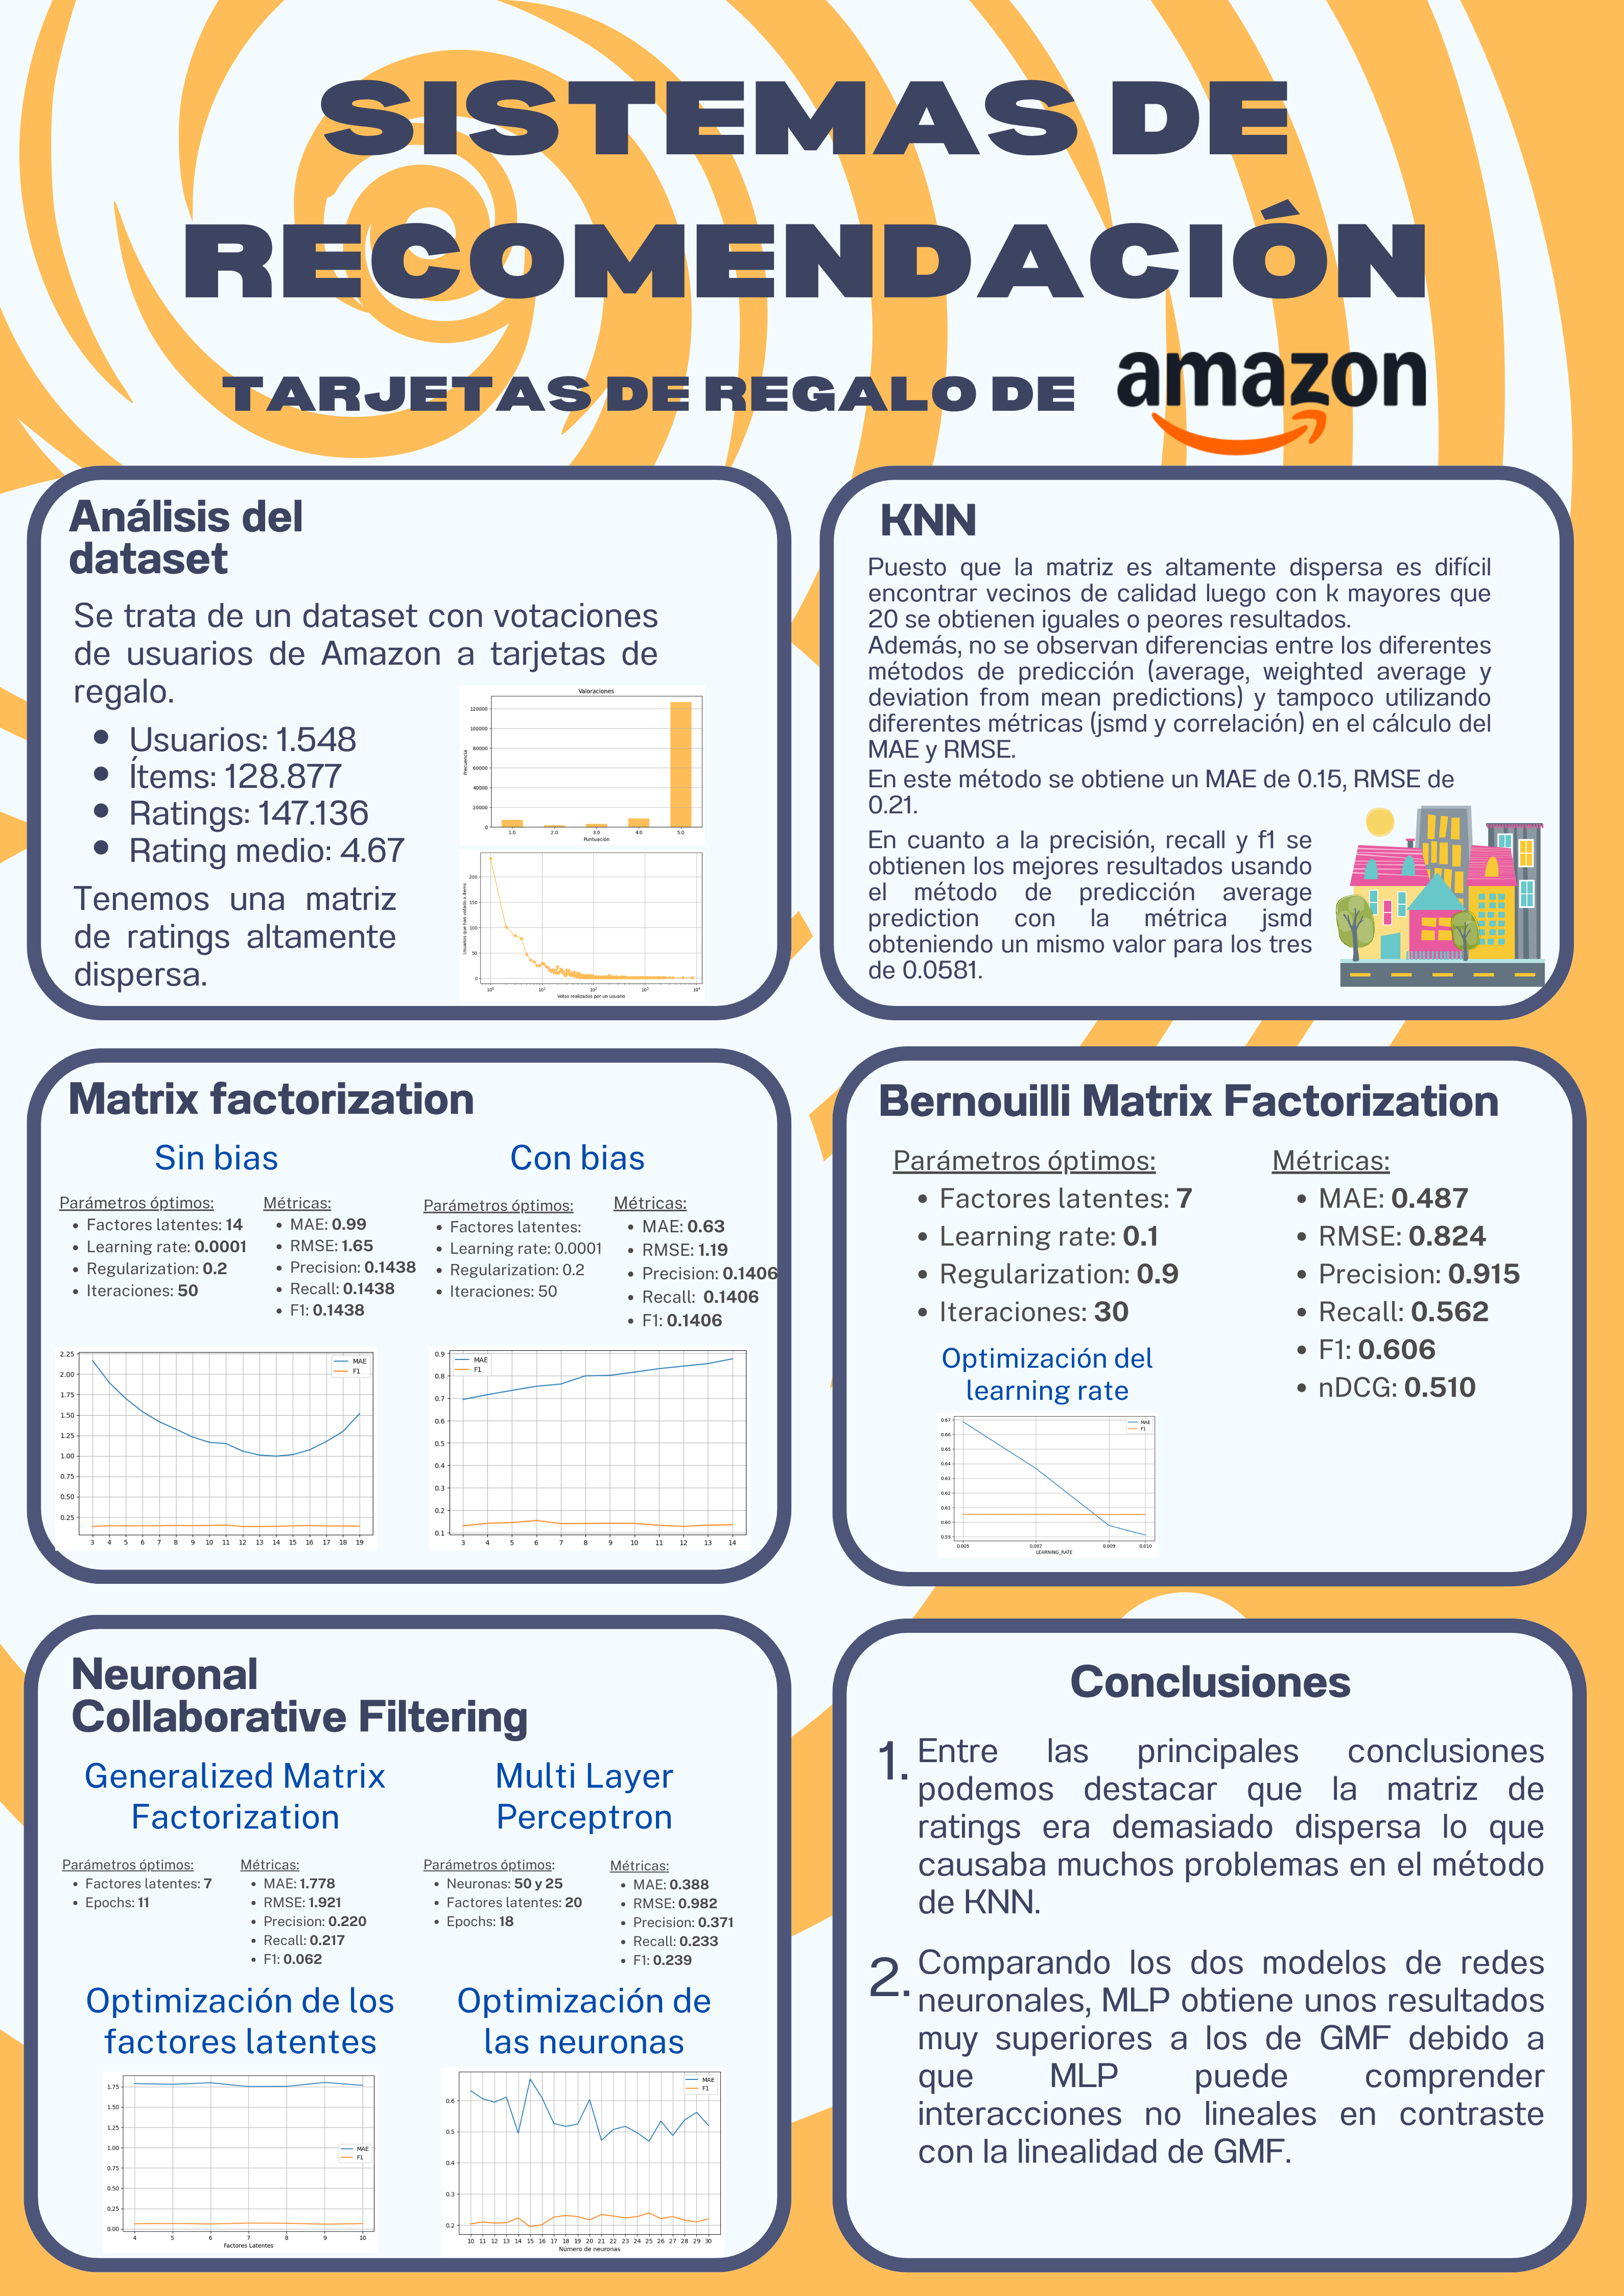 SISTEMAS DE
RECOMENDACIÓN
TARJETAS DE REGALO DE amazon
Análisis del
dataset
Se trata de un dataset con votaciones
de usuarios de Amazon a tarjetas de
regalo.
• Usuarios: 1.548
• Ítems: 128.877
• Ratings: 147.136
• Rating medio: 4.67
Tenemos una matriz
de ratings altamente
dispersa.
Valoraciones
Frecuencia
120000
100000
80000
60000
40000
20000
0
1.0 2.0 3.0 4.0 5.0
Puntuación
Usuarios que han votado x items
200
150
100
50
0
10⁰ 10¹ 10² 10³ 10⁴
Votos realizados por un usuario
KNN
Puesto que la matriz es altamente dispersa es difícil
encontrar vecinos de calidad luego con k mayores que
20 se obtienen iguales o peores resultados.
Además, no se observan diferencias entre los diferentes
métodos de predicción (average, weighted average y
deviation from mean predictions) y tampoco utilizando
diferentes métricas (jsmd y correlación) en el cálculo del
MAE y RMSE.
En este método se obtiene un MAE de 0.15, RMSE de
0.21.
En cuanto a la precisión, recall y f1 se
obtienen los mejores resultados usando
el método de predicción average
prediction con la métrica jsmd
obteniendo un mismo valor para los tres
de 0.0581.
Matrix factorization
Sin bias
Parámetros óptimos:
• Factores latentes: 14
• Learning rate: 0.0001
• Regularization: 0.2
• Iteraciones: 50
Métricas:
• MAE: 0.99
• RMSE: 1.65
• Precision: 0.1438
• Recall: 0.1438
• F1: 0.1438
2.25
2.00
1.75
1.50
1.25
1.00
0.75
0.50
0.25
MAE
F1
3 4 5 6 7 8 9 10 11 12 13 14 15 16 17 18 19
Con bias
Parámetros óptimos:
• Factores latentes:
• Learning rate: 0.0001
• Regularization: 0.2
• Iteraciones: 50
Métricas:
• MAE: 0.63
• RMSE: 1.19
• Precision: 0.1406
• Recall: 0.1406
• F1: 0.1406
0.9
0.8
0.7
0.6
0.5
0.4
0.3
0.2
0.1
MAE
F1
3 4 5 6 7 8 9 10 11 12 13 14
Bernouilli Matrix Factorization
Parámetros óptimos:
• Factores latentes: 7
• Learning rate: 0.1
• Regularization: 0.9
• Iteraciones: 30
Métricas:
• MAE: 0.487
• RMSE: 0.824
• Precision: 0.915
• Recall: 0.562
• F1: 0.606
• nDCG: 0.510
Optimización del
learning rate
0.67
0.66
0.65
0.64
0.63
0.62
0.61
0.60
0.59
MAE
F1
0.005 0.007 0.009 0.010
LEARNING_RATE
Neuronal
Collaborative Filtering
Generalized Matrix
Factorization
Parámetros óptimos:
• Factores latentes: 7
• Epochs: 11
Métricas:
• MAE: 1.778
• RMSE: 1.921
• Precision: 0.220
• Recall: 0.217
• F1: 0.062
Optimización de los
factores latentes
1.75
1.50
1.25
1.00
0.75
0.50
0.25
0.00
MAE
F1
4 5 6 7 8 9 10
Factores Latentes
Multi Layer
Perceptron
Parámetros óptimos:
• Neuronas: 50 y 25
• Factores latentes: 20
• Epochs: 18
Métricas:
• MAE: 0.388
• RMSE: 0.982
• Precision: 0.371
• Recall: 0.233
• F1: 0.239
Optimización de
las neuronas
0.6
0.5
0.4
0.3
0.2
MAE
F1
10 11 12 13 14 15 16 17 18 19 20 21 22 23 24 25 26 27 28 29 30
Número de neuronas
Conclusiones
1. Entre las principales conclusiones
podemos destacar que la matriz de
ratings era demasiado dispersa lo que
causaba muchos problemas en el método
de KNN.
2. Comparando los dos modelos de redes
neuronales, MLP obtiene unos resultados
muy superiores a los de GMF debido a
que MLP puede comprender
interacciones no lineales en contraste
con la linealidad de GMF.